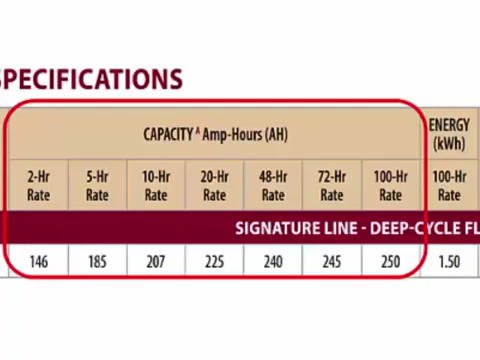 SPECIFICATIONS
CAPACITY A Amp-Hours (AH)
ENERGY (kWh)
2-Hr Rate
5-Hr Rate
10-Hr Rate
20-Hr Rate
48-Hr Rate
72-Hr Rate
100-Hr Rate
100-Hr Rate
SIGNATURE LINE - DEEP-CYCLE FL
146 185 207 225 240 245 250 1.50